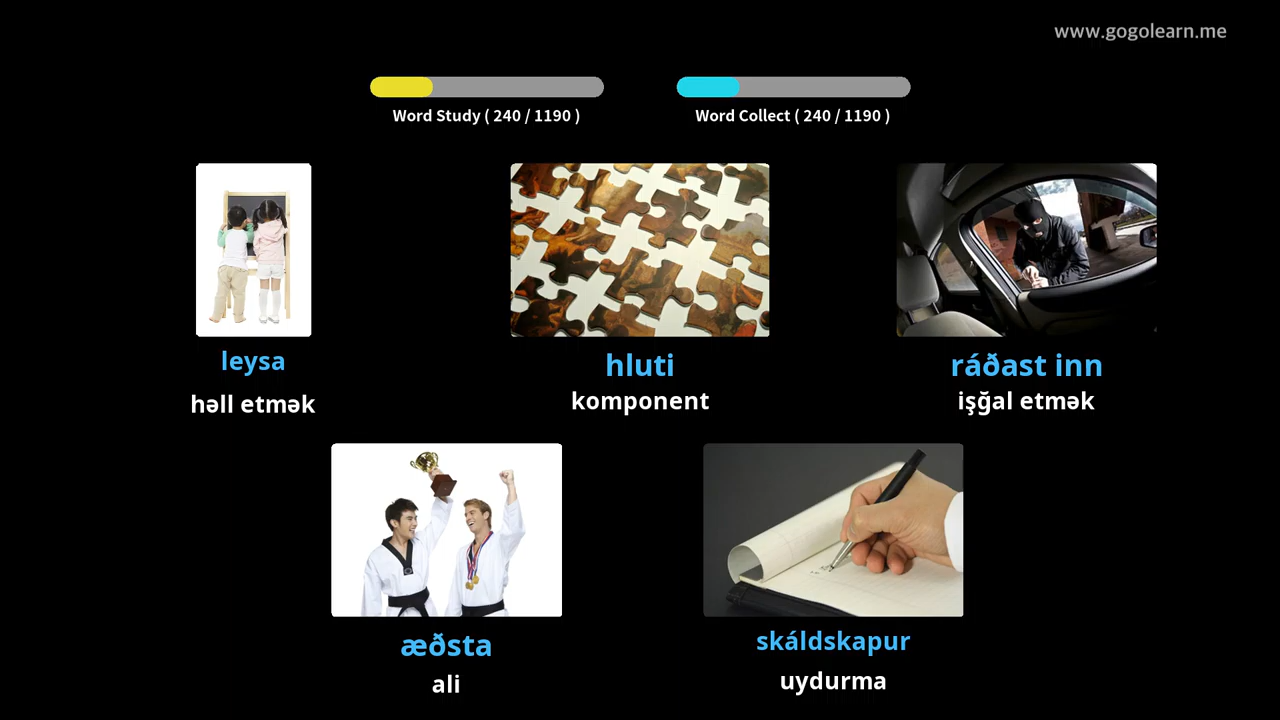 www.gogolearn.me
Word Study ( 240 / 1190 )
Word Collect ( 240 / 1190 )
leysa
həll etmək
hluti
komponent
ráðast inn
işğal etmək
æðsta
ali
skáldskapur
uydurma